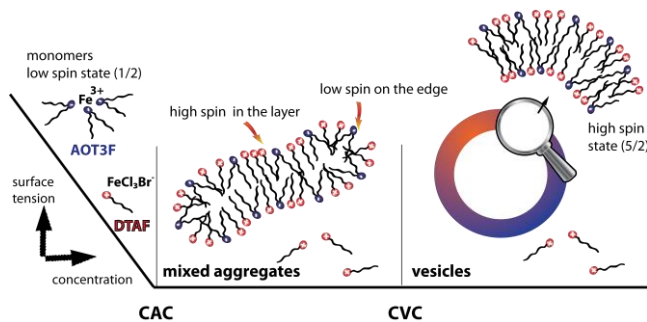 monomers
low spin state (1/2)
Fe3+
AOT3F
FeCl3Br-
DTAF
surface
tension
concentration
high spin in the layer
low spin on the edge
mixed aggregates
high spin
state (5/2)
vesicles
CAC
CVC